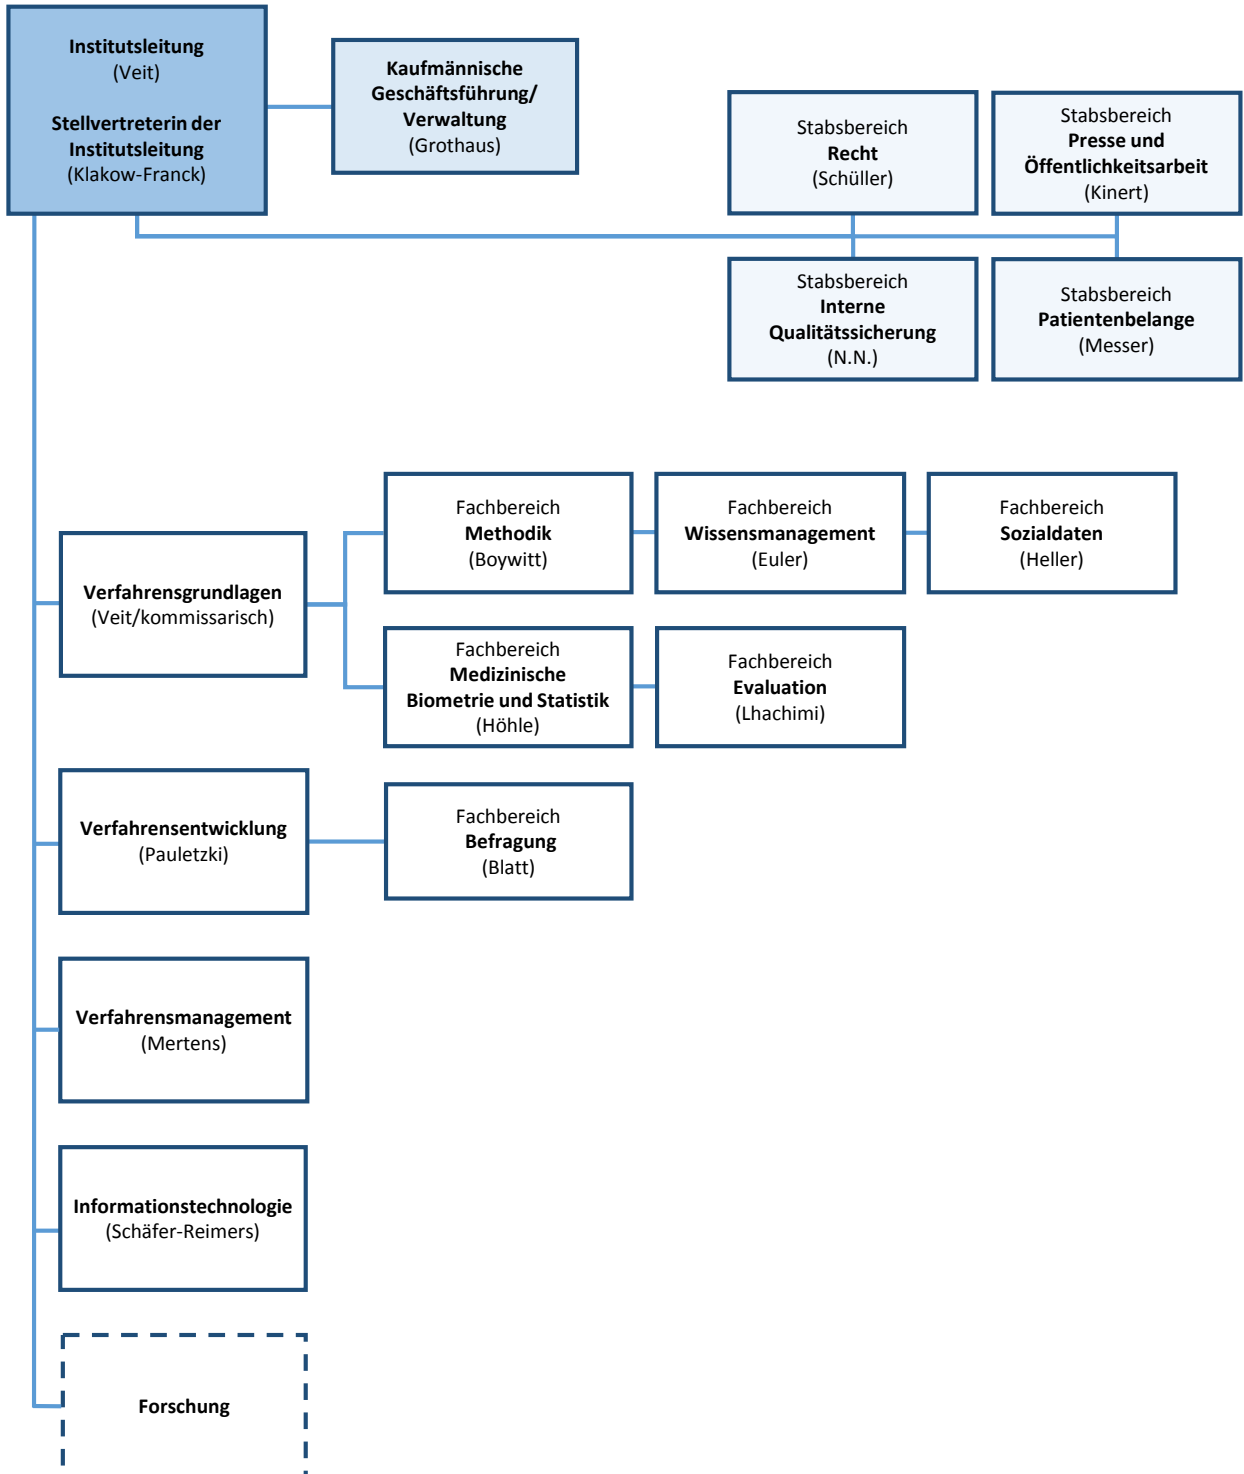 Institutsleitung
(Veit)
Stellvertreterin der
Institutsleitung
(Klakow-Franck)
Kaufmännische
Geschäftsführung/
Verwaltung
(Grothaus)
Stabsbereich
Recht
(Schüller)
Stabsbereich
Presse und
Öffentlichkeitsarbeit
(Kinert)
Stabsbereich
Interne
Qualitätssicherung
(N.N.)
Stabsbereich
Patientenbelange
(Messer)
Verfahrensgrundlagen
(Veit/kommissarisch)
Fachbereich
Methodik
(Boywitt)
Fachbereich
Wissensmanagement
(Euler)
Fachbereich
Sozialdaten
(Heller)
Fachbereich
Medizinische
Biometrie und Statistik
(Höhle)
Fachbereich
Evaluation
(Lhachimi)
Verfahrensentwicklung
(Pauletzki)
Fachbereich
Befragung
(Blatt)
Verfahrensmanagement
(Mertens)
Informationstechnologie
(Schäfer-Reimers)
Forschung